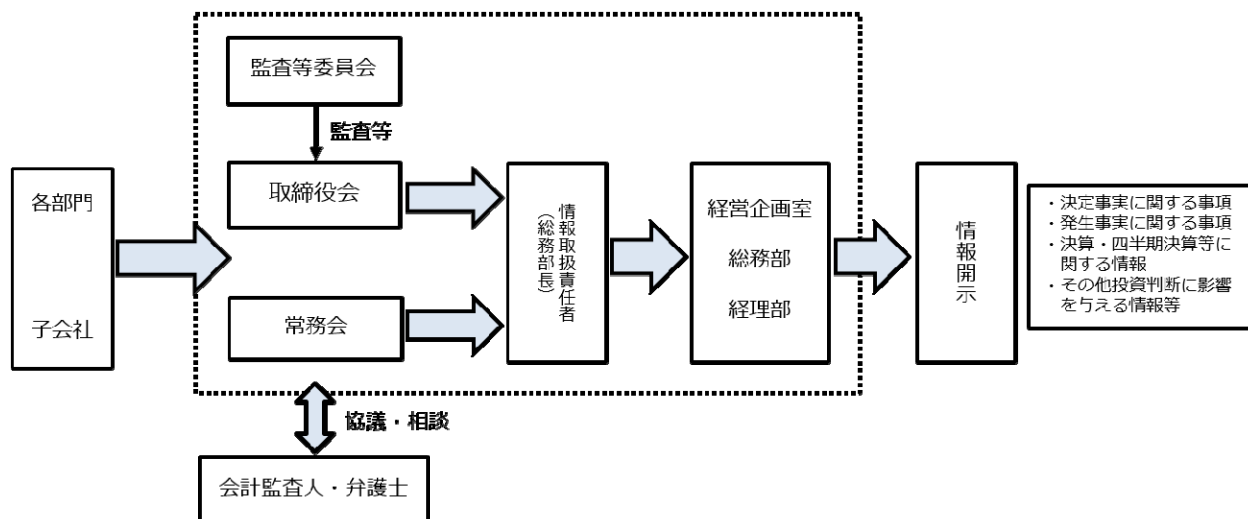 監査等委員会
監査等
各部門
子会社
取締役会
常務会
情報取扱責任者
(総務部長)
経営企画室
総務部
経理部
情報開示
・決定事実に関する事項
・発生事実に関する事項
・決算・四半期決算等に
関する情報
・その他投資判断に影響
を与える情報等
協議・相談
会計監査人・弁護士